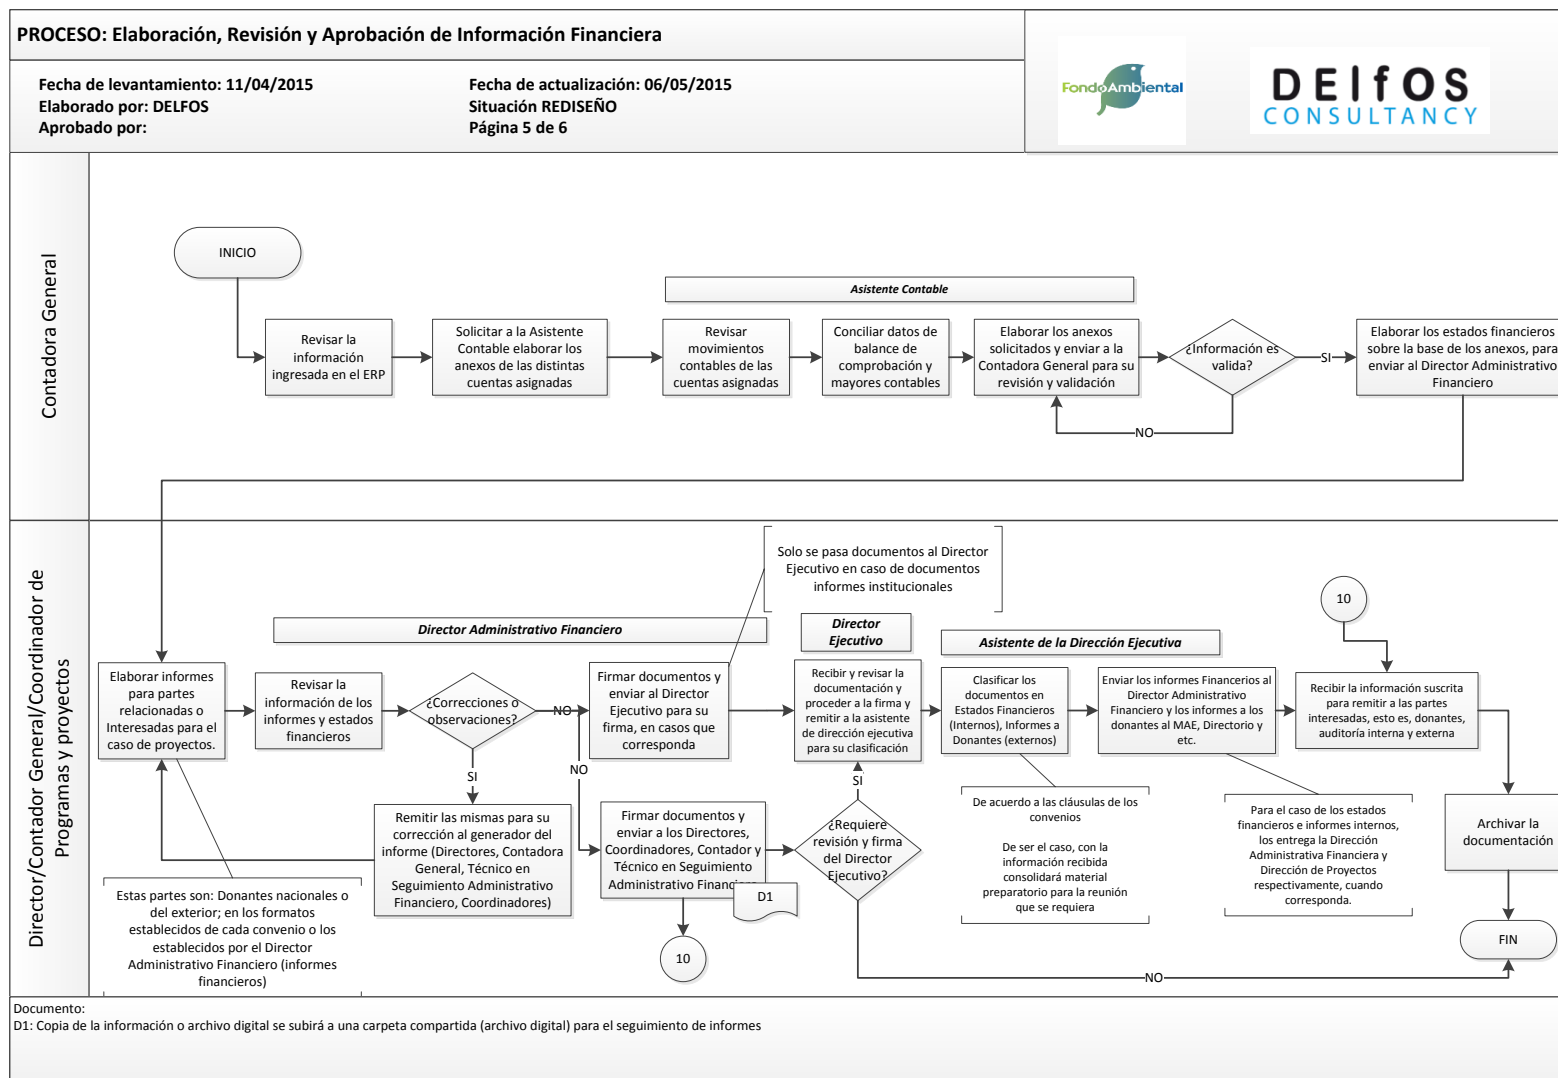 PROCESO: Elaboración, Revisión y Aprobación de Información Financiera
Fecha de levantamiento: 11/04/2015
Elaborado por: DELFOS
Aprobado por:
Fecha de actualización: 06/05/2015
Situación REDISEÑO
Página 5 de 6
FondoAmbiental
DElfOS
CONSULTANCY
Contadora General
INICIO
Asistente Contable
Revisar la
información
ingresada en el ERP
Solicitar a la Asistente
Contable elaborar los
anexos de las distintas
cuentas asignadas
Revisar
movimientos
contables de las
cuentas asignadas
Conciliar datos de
balance de
comprobación y
mayores contables
Elaborar los anexos
solicitados y enviar a la
Contadora General para su
revisión y validación
¿Información es
valida?
SI
NO
Elaborar los estados financieros
sobre la base de los anexos, para
enviar al Director Administrativo
Financiero
Director/Contador General/Coordinador de
Programas y proyectos
Solo se pasa documentos al Director
Ejecutivo en caso de documentos
informes institucionales
10
Director Administrativo Financiero
Director
Ejecutivo
Asistente de la Dirección Ejecutiva
Elaborar informes
para partes
relacionadas o
Interesadas para el
caso de proyectos.
Revisar la
información de los
informes y estados
financieros
¿Correcciones o
observaciones?
NO
NO
SI
Firmar documentos y
enviar al Director
Ejecutivo para su
firma, en casos que
corresponda
Recibir y revisar la
documentación y
proceder a la firma y
remitir a la asistente
de dirección ejecutiva
para su clasificación
Clasificar los
documentos en
Estados Financieros
(Internos), Informes a
Donantes (externos)
Enviar los informes Financerios al
Director Administrativo
Financiero y los informes a los
donantes al MAE, Directorio y
etc.
Recibir la información suscrita
para remitir a las partes
interesadas, esto es, donantes,
auditoría interna y externa
Remitir las mismas para su
corrección al generador del
informe (Directores, Contadora
General, Técnico en
Seguimiento Administrativo
Financiero, Coordinadores)
Firmar documentos y
enviar a los Directores,
Coordinadores, Contador y
Técnico en Seguimiento
Administrativo
D1
10
SI
¿Requiere
revisión y firma
del Director
Ejecutivo?
NO
De acuerdo a las cláusulas de los
convenios
De ser el caso, con la
información recibida
consolidará material
preparatorio para la reunión
que se requiera
Para el caso de los estados
financieros e informes internos,
los entrega la Dirección
Administrativa Financiera y
Dirección de Proyectos
respectivamente, cuando
corresponda.
Archivar la
documentación
FIN
Estas partes son: Donantes nacionales o
del exterior; en los formatos
establecidos de cada convenio o los
establecidos por el Director
Administrativo Financiero (informes
financieros)
Documento:
D1: Copia de la información o archivo digital se subirá a una carpeta compartida (archivo digital) para el seguimiento de informes